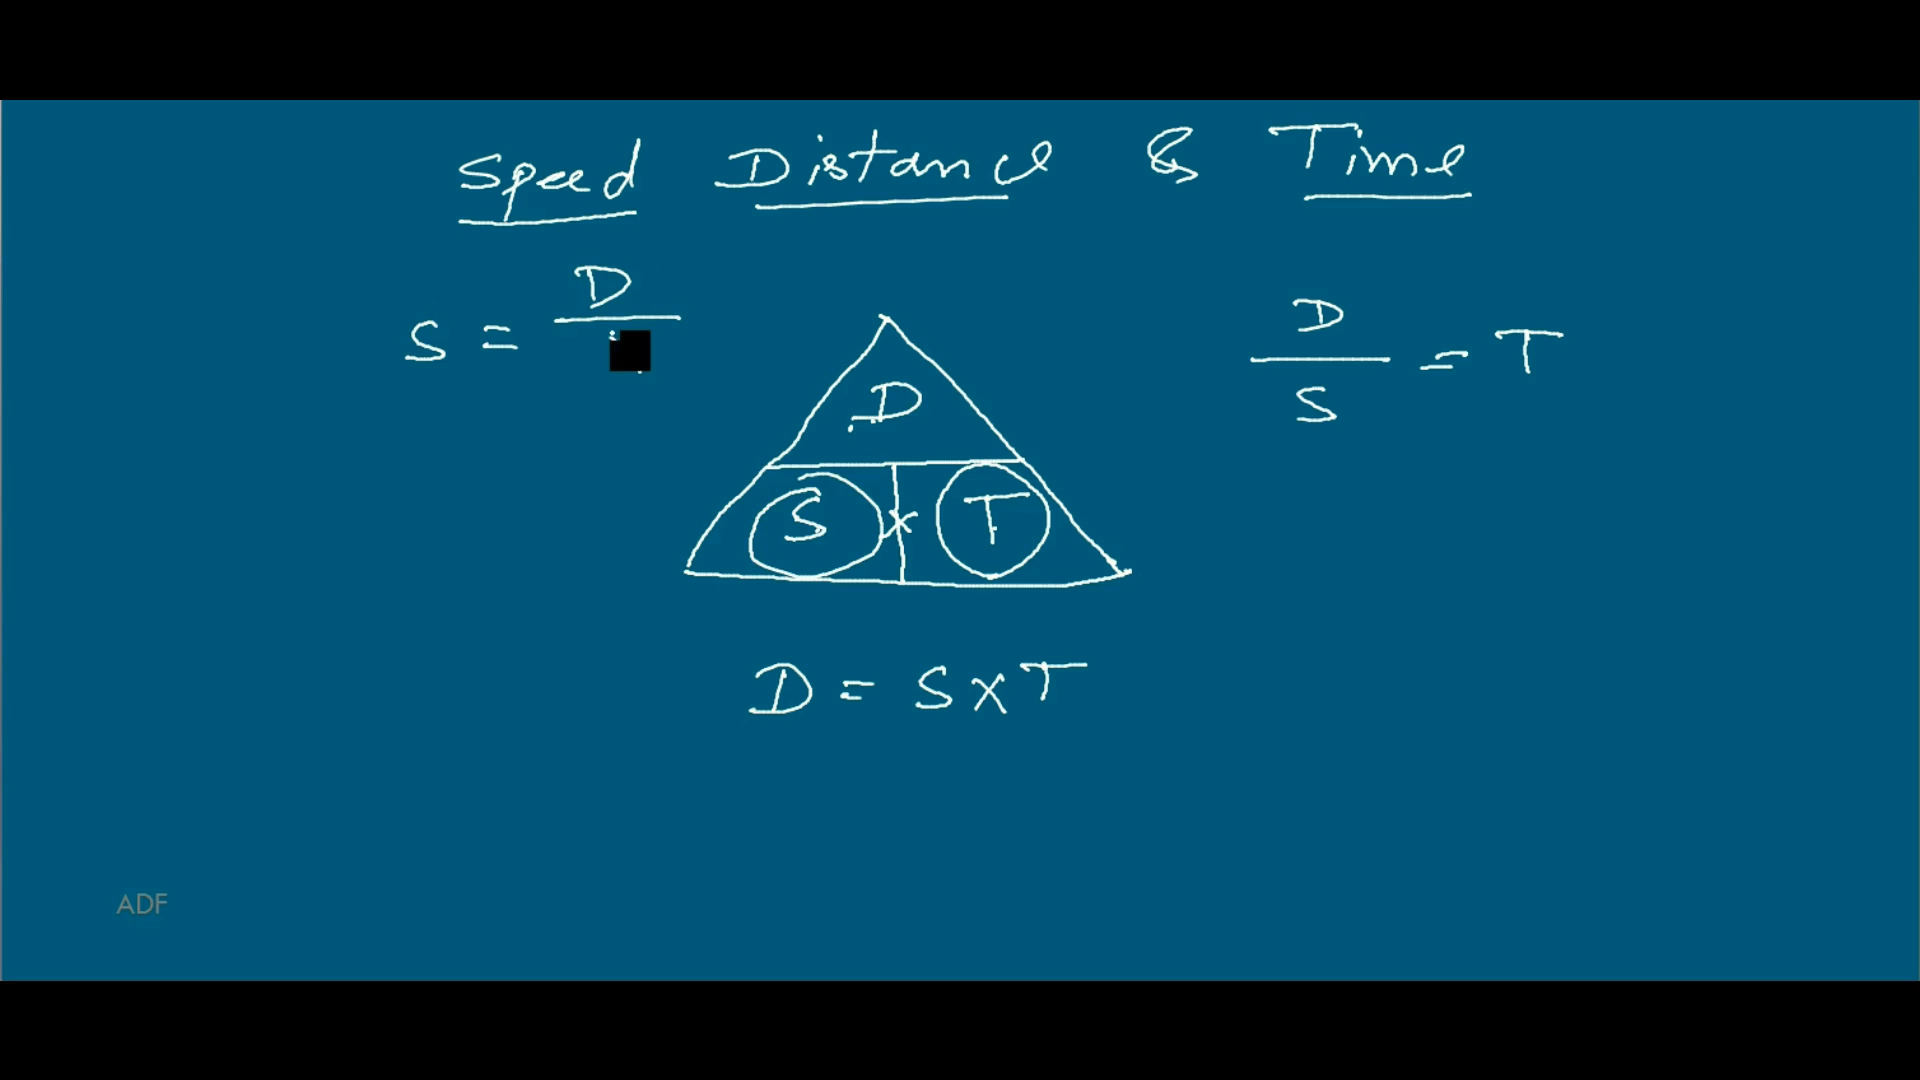 Speed Distance & Time
S = D
D
S × T
D / S = T
D = S × T
ADF